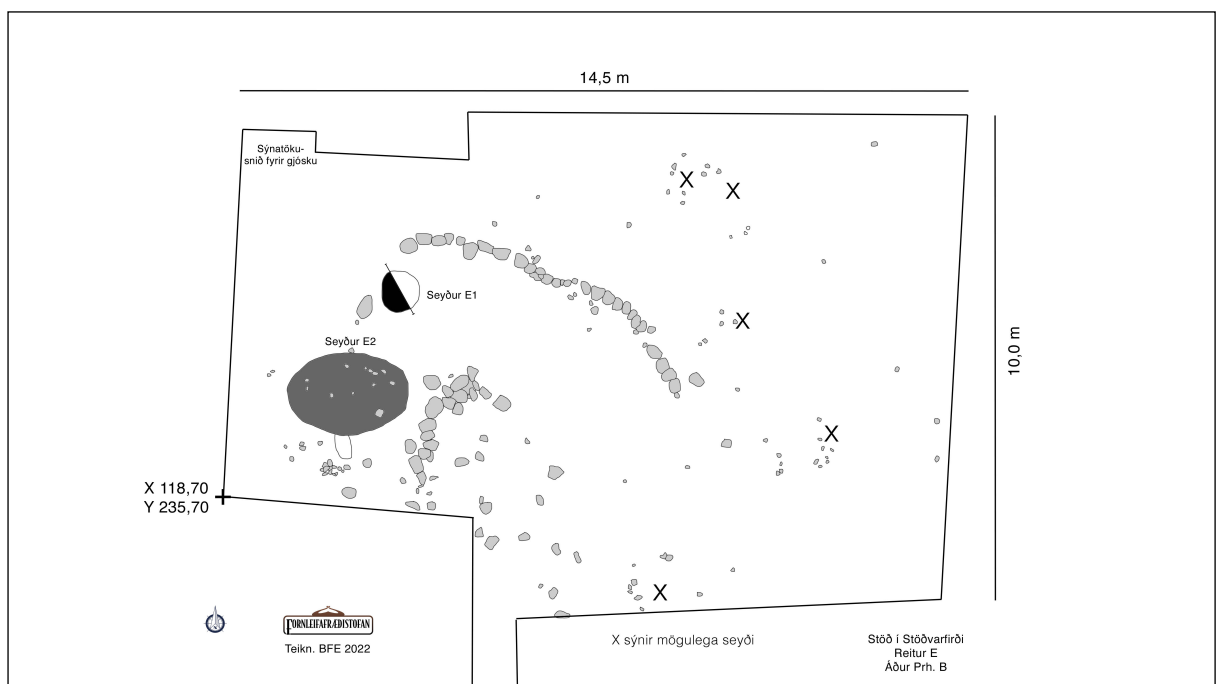 14,5 m
Sýnatöku-
snið fyrir gjósku
X
X
Seyður E1
X
10,0 m
Seyður E2
X
X 118,70
Y 235,70
X
FORNLEIFAFRÆÐISTOFAN
Teikn. BFE 2022
X sýnir mögulega seyði
Stöð í Stöðvarfirði
Reitur E
Áður Prh. B